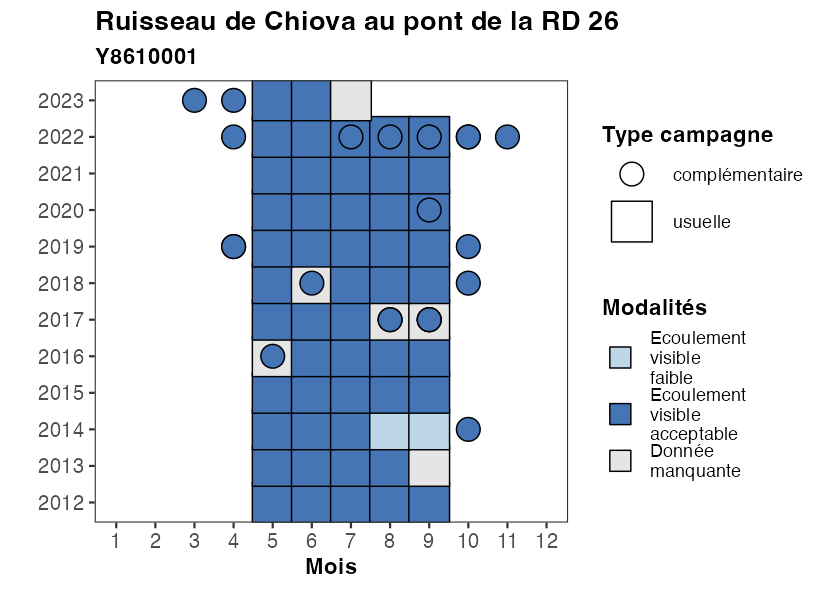 Ruisseau de Chiova au pont de la RD 26
Y8610001
2023
2022
2021
2020
2019
2018
2017
2016
2015
2014
2013
2012
1 2 3 4 5 6 7 8 9 10 11 12
Mois
Type campagne
complémentaire
usuelle
Modalités
Ecoulement
visible
faible
Ecoulement
visible
acceptable
Donnée
manquante